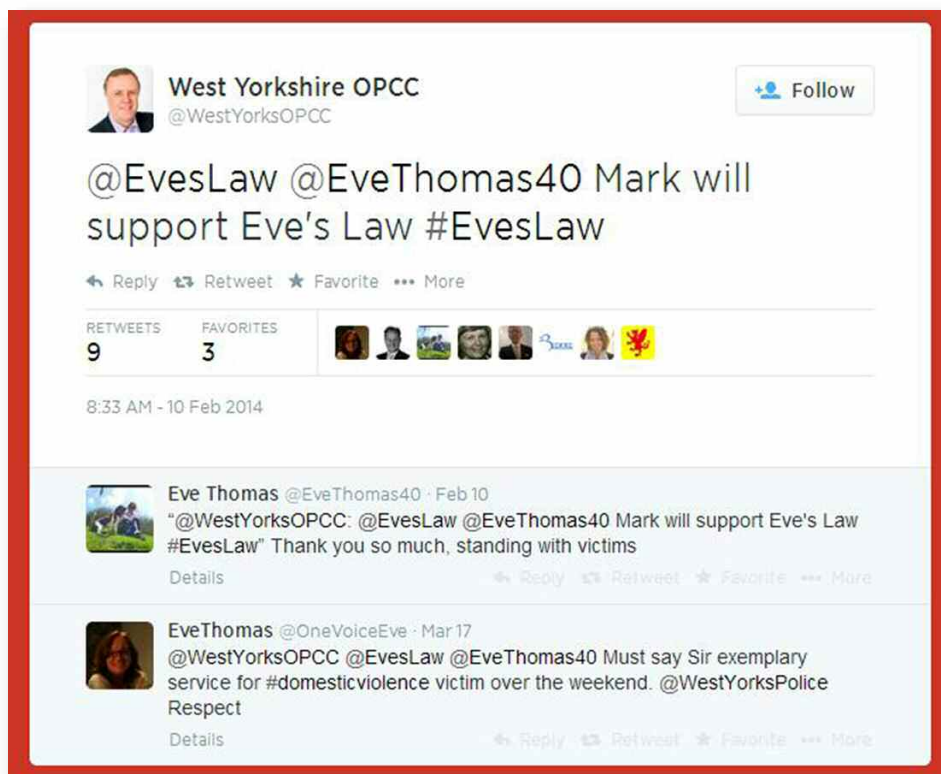 West Yorkshire OPCC
@WestYorksOPCC
Follow
@EvesLaw @EveThomas40 Mark will
support Eve's Law #EvesLaw
Reply Retweet Favorite More
RETWEETS FAVORITES
9 3
8:33 AM - 10 Feb 2014
Eve Thomas @EveThomas40 · Feb 10
“@WestYorksOPCC: @EvesLaw @EveThomas40 Mark will support Eve's Law
#EvesLaw” Thank you so much, standing with victims
Details Reply Retweet Favorite More
EveThomas @OneVoiceEve · Mar 17
@WestYorksOPCC @EvesLaw @EveThomas40 Must say Sir exemplary
service for #domesticviolence victim over the weekend. @WestYorksPolice
Respect
Details Reply Retweet Favorite More